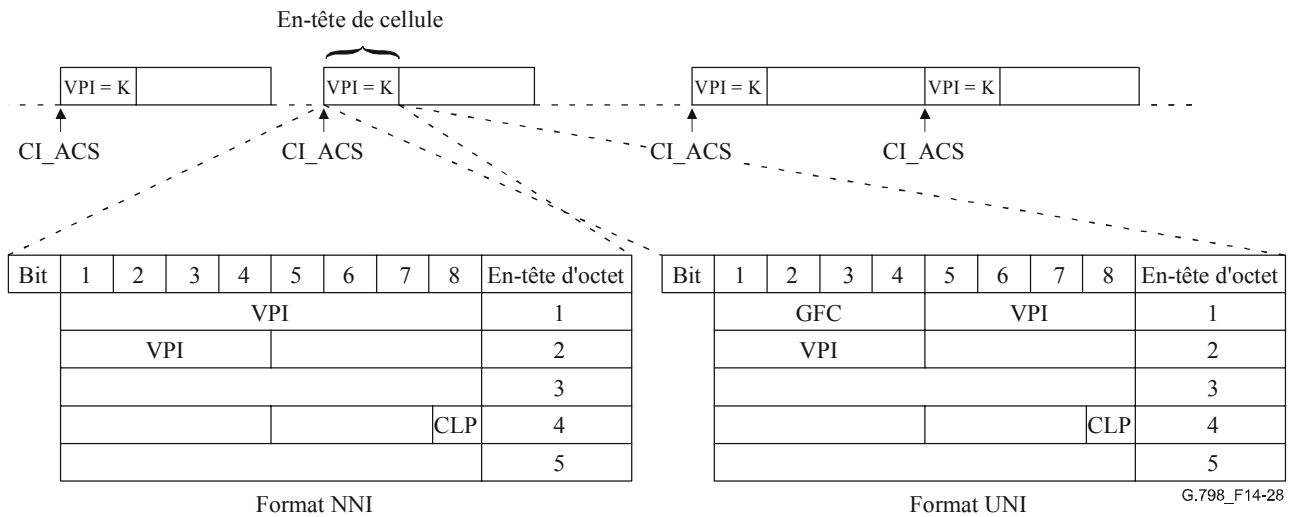 En-tête de cellule
VPI = K VPI = K VPI = K VPI = K
CI_ACS CI_ACS CI_ACS CI_ACS
Bit 1 2 3 4 5 6 7 8 En-tête d'octet
VPI 1
VPI 2
3
CLP 4
5
Format NNI
Bit 1 2 3 4 5 6 7 8 En-tête d'octet
GFC VPI 1
VPI 2
3
CLP 4
5
Format UNI
G.798_F14-28